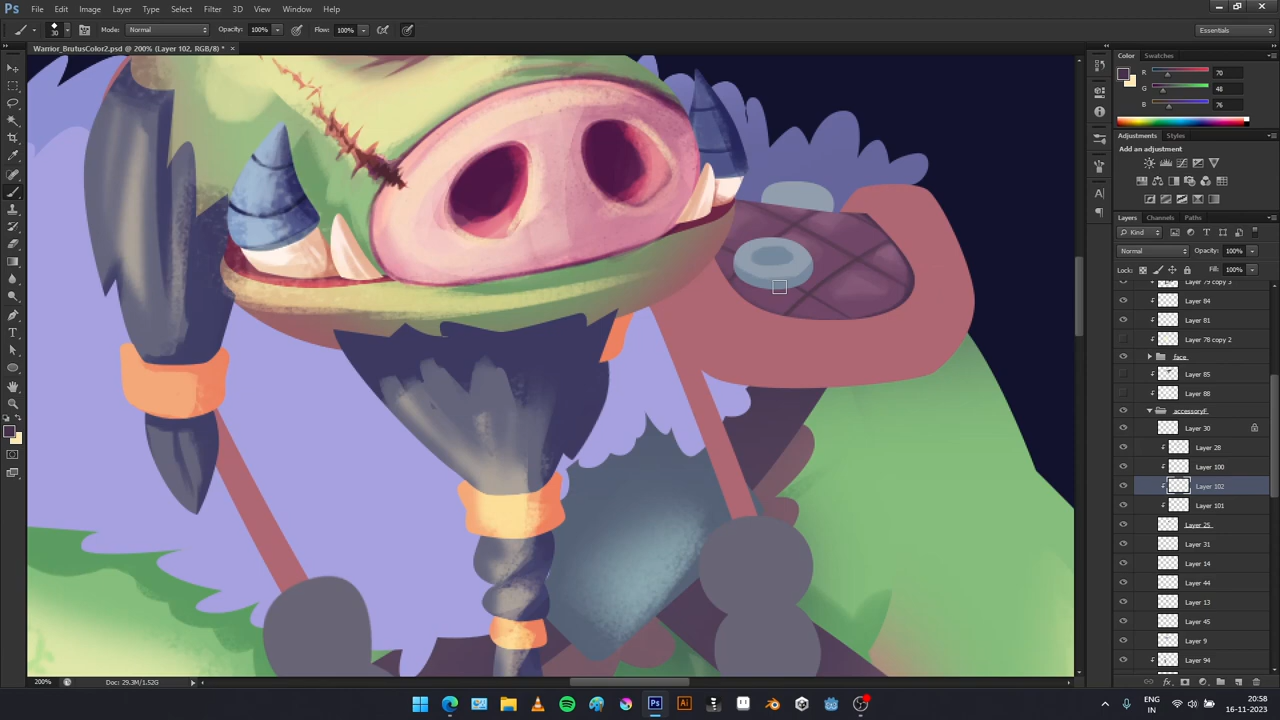 Ps File Edit Image Layer Type Select Filter 3D View Window Help
30 Mode: Normal Opacity: 100% Flow: 100% Essentials
Warrior_BrutusColor2.psd @ 200% (Layer 102, RGB/8) *
Color Swatches
R 70
G 48
B 76
Adjustments Styles
Add an adjustment
Layers Channels Paths
Kind
Normal Opacity: 100%
Lock: Fill: 100%
Layer 79 copy 3
Layer 84
Layer 81
Layer 78 copy 2
face
Layer 85
Layer 88
accessoryF
Layer 30
Layer 28
Layer 100
Layer 102
Layer 101
Layer 25
Layer 31
Layer 14
Layer 44
Layer 13
Layer 45
Layer 9
Layer 94
200% Doc: 29.3M/1.52G
ENG
IN
20:58
16-11-2023